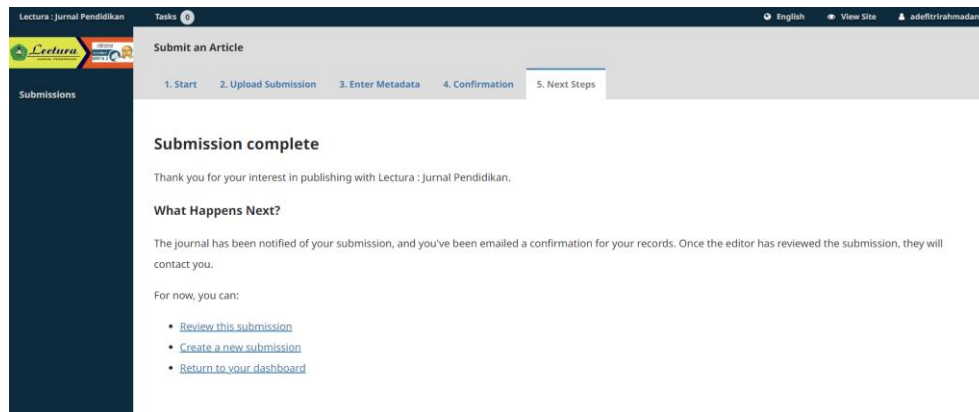 Lectura : Jurnal Pendidikan Tasks 0 English View Site adefitrirahmadan
Lectura
Submit an Article
1. Start 2. Upload Submission 3. Enter Metadata 4. Confirmation 5. Next Steps
Submissions
Submission complete
Thank you for your interest in publishing with Lectura : Jurnal Pendidikan.
What Happens Next?
The journal has been notified of your submission, and you've been emailed a confirmation for your records. Once the editor has reviewed the submission, they will
contact you.
For now, you can:
• Review this submission
• Create a new submission
• Return to your dashboard